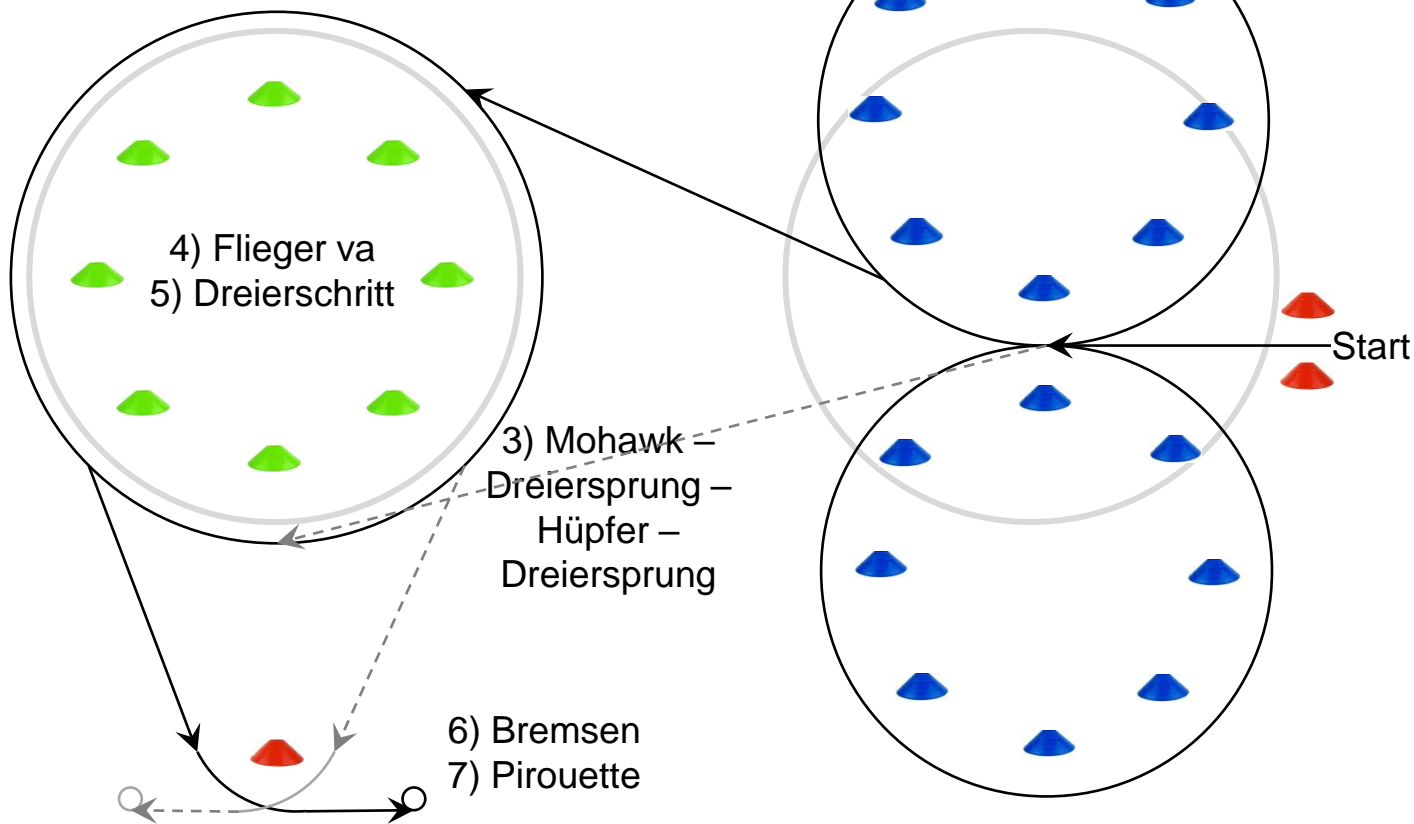 4) Flieger va
5) Dreierschritt
Start
3) Mohawk –
Dreiersprung –
Hüpfer –
Dreiersprung
6) Bremsen
7) Pirouette